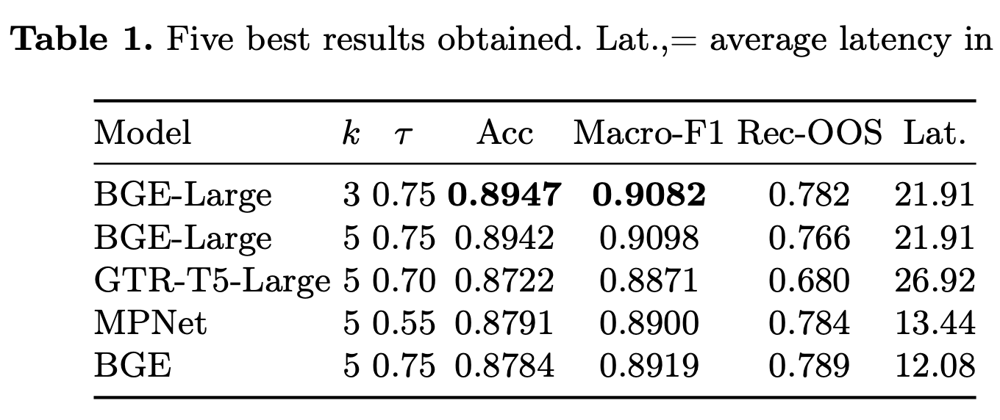 Table 1. Five best results obtained. Lat.,= average latency in
Model k τ Acc Macro-F1 Rec-OOS Lat.
BGE-Large 3 0.75 0.8947 0.9082 0.782 21.91
BGE-Large 5 0.75 0.8942 0.9098 0.766 21.91
GTR-T5-Large 5 0.70 0.8722 0.8871 0.680 26.92
MPNet 5 0.55 0.8791 0.8900 0.784 13.44
BGE 5 0.75 0.8784 0.8919 0.789 12.08